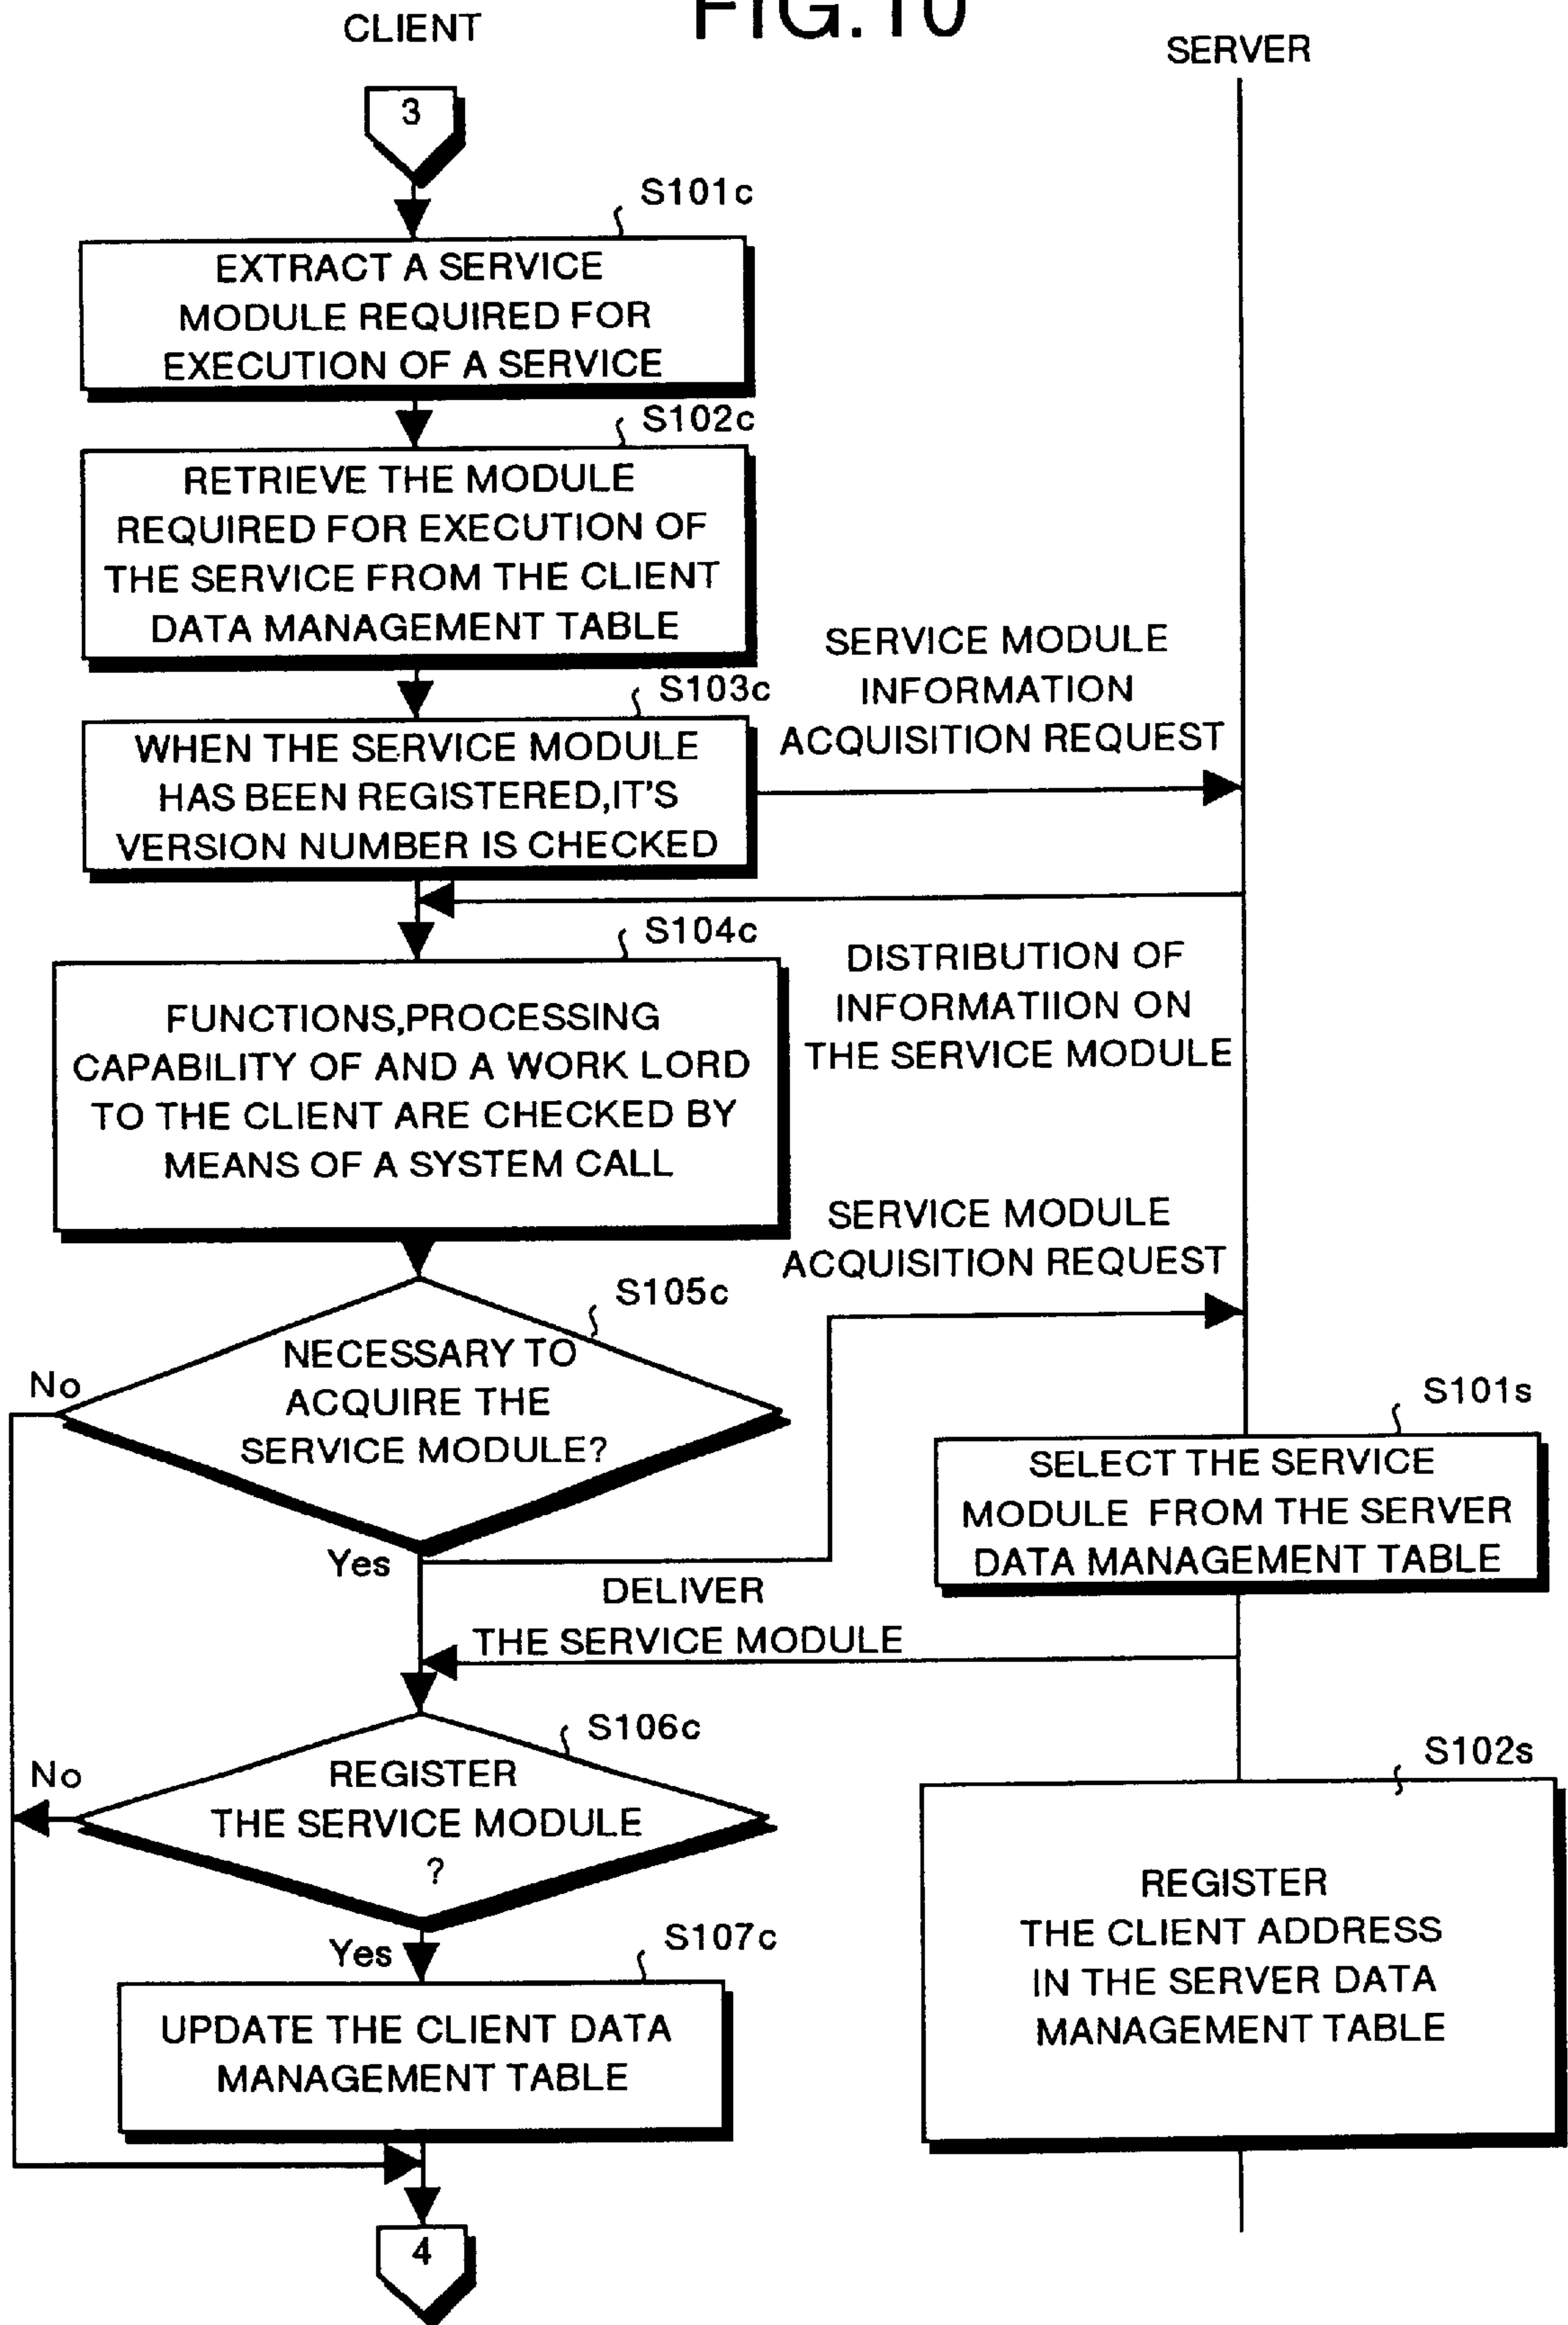 FIG.10
CLIENT
SERVER
3
S101c
EXTRACT A SERVICE
MODULE REQUIRED FOR
EXECUTION OF A SERVICE
S102c
RETRIEVE THE MODULE
REQUIRED FOR EXECUTION OF
THE SERVICE FROM THE CLIENT
DATA MANAGEMENT TABLE
SERVICE MODULE
INFORMATION
ACQUISITION REQUEST
S103c
WHEN THE SERVICE MODULE
HAS BEEN REGISTERED,IT'S
VERSION NUMBER IS CHECKED
DISTRIBUTION OF
INFORMATIION ON
THE SERVICE MODULE
S104c
FUNCTIONS,PROCESSING
CAPABILITY OF AND A WORK LORD
TO THE CLIENT ARE CHECKED BY
MEANS OF A SYSTEM CALL
SERVICE MODULE
ACQUISITION REQUEST
S105c
NECESSARY TO
ACQUIRE THE
SERVICE MODULE?
No
Yes
S101s
SELECT THE SERVICE
MODULE FROM THE SERVER
DATA MANAGEMENT TABLE
DELIVER
THE SERVICE MODULE
S106c
REGISTER
THE SERVICE MODULE
?
No
Yes
S102s
REGISTER
THE CLIENT ADDRESS
IN THE SERVER DATA
MANAGEMENT TABLE
S107c
UPDATE THE CLIENT DATA
MANAGEMENT TABLE
4